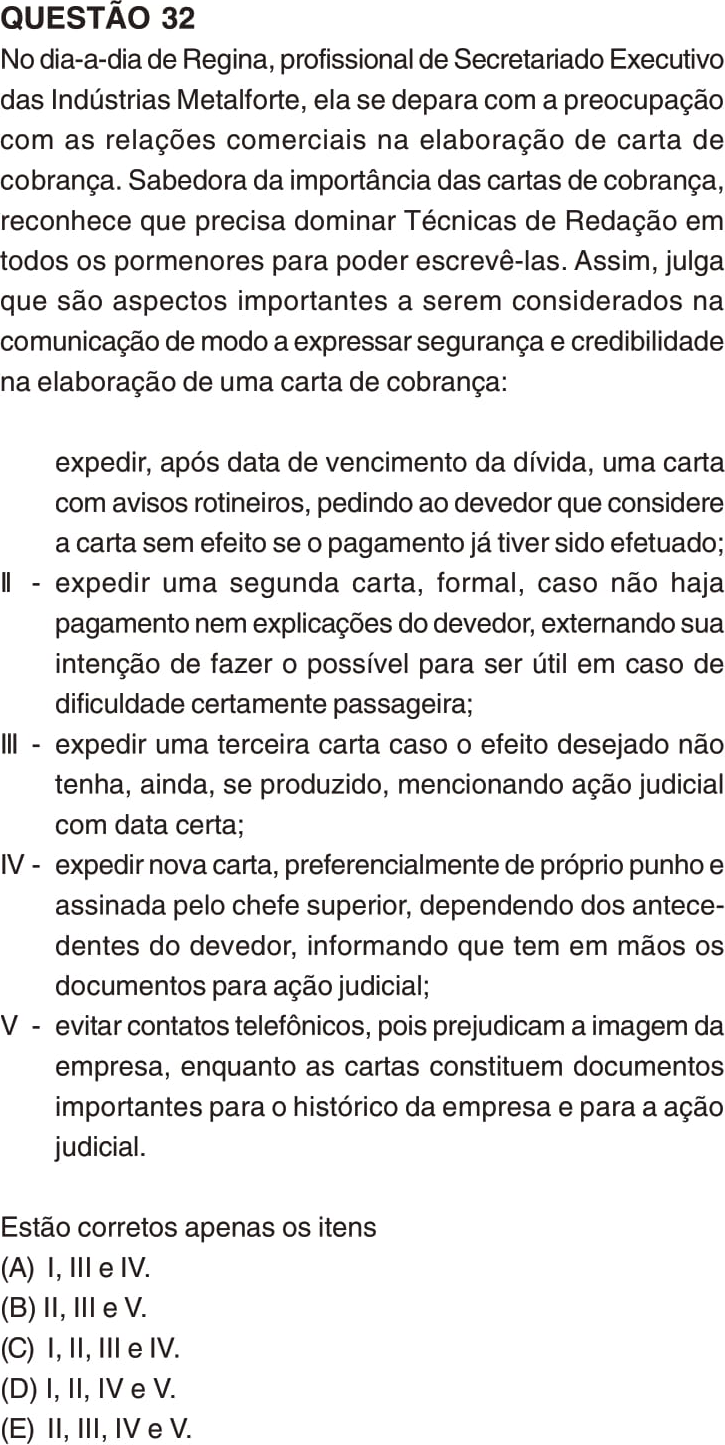 QUESTÃO 32
No dia-a-dia de Regina, profissional de Secretariado Executivo
das Indústrias Metalforte, ela se depara com a preocupação
com as relações comerciais na elaboração de carta de
cobrança. Sabedora da importância das cartas de cobrança,
reconhece que precisa dominar Técnicas de Redação em
todos os pormenores para poder escrevê-las. Assim, julga
que são aspectos importantes a serem considerados na
comunicação de modo a expressar segurança e credibilidade
na elaboração de uma carta de cobrança:
expedir, após data de vencimento da dívida, uma carta
com avisos rotineiros, pedindo ao devedor que considere
a carta sem efeito se o pagamento já tiver sido efetuado;
II - expedir uma segunda carta, formal, caso não haja
pagamento nem explicações do devedor, externando sua
intenção de fazer o possível para ser útil em caso de
dificuldade certamente passageira;
III - expedir uma terceira carta caso o efeito desejado não
tenha, ainda, se produzido, mencionando ação judicial
com data certa;
IV - expedir nova carta, preferencialmente de próprio punho e
assinada pelo chefe superior, dependendo dos antece-
dentes do devedor, informando que tem em mãos os
documentos para ação judicial;
V - evitar contatos telefônicos, pois prejudicam a imagem da
empresa, enquanto as cartas constituem documentos
importantes para o histórico da empresa e para a ação
judicial.
Estão corretos apenas os itens
(A) I, III e IV.
(B) II, III e V.
(C) I, II, III e IV.
(D) I, II, IV e V.
(E) II, III, IV e V.